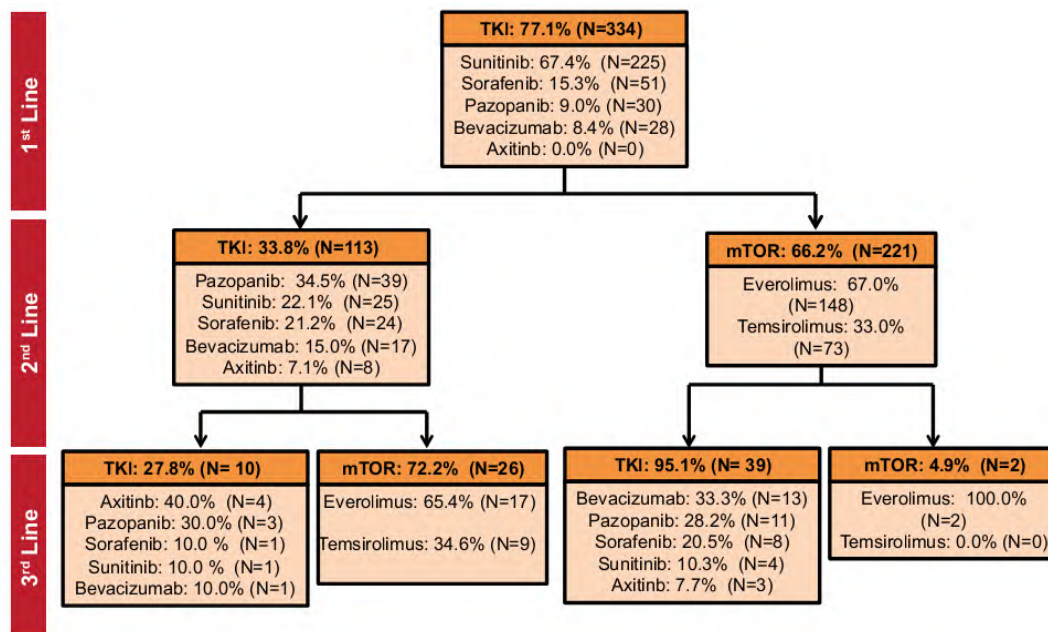 1st Line
TKI: 77.1% (N=334)
Sunitinib: 67.4% (N=225)
Sorafenib: 15.3% (N=51)
Pazopanib: 9.0% (N=30)
Bevacizumab: 8.4% (N=28)
Axitinb: 0.0% (N=0)
2nd Line
TKI: 33.8% (N=113)
Pazopanib: 34.5% (N=39)
Sunitinib: 22.1% (N=25)
Sorafenib: 21.2% (N=24)
Bevacizumab: 15.0% (N=17)
Axitinb: 7.1% (N=8)
mTOR: 66.2% (N=221)
Everolimus: 67.0%
(N=148)
Temsirolimus: 33.0%
(N=73)
3rd Line
TKI: 27.8% (N= 10)
Axitinb: 40.0% (N=4)
Pazopanib: 30.0% (N=3)
Sorafenib: 10.0 % (N=1)
Sunitinib: 10.0 % (N=1)
Bevacizumab: 10.0% (N=1)
mTOR: 72.2% (N=26)
Everolimus: 65.4% (N=17)
Temsirolimus: 34.6% (N=9)
TKI: 95.1% (N= 39)
Bevacizumab: 33.3% (N=13)
Pazopanib: 28.2% (N=11)
Sorafenib: 20.5% (N=8)
Sunitinib: 10.3% (N=4)
Axitinb: 7.7% (N=3)
mTOR: 4.9% (N=2)
Everolimus: 100.0%
(N=2)
Temsirolimus: 0.0% (N=0)